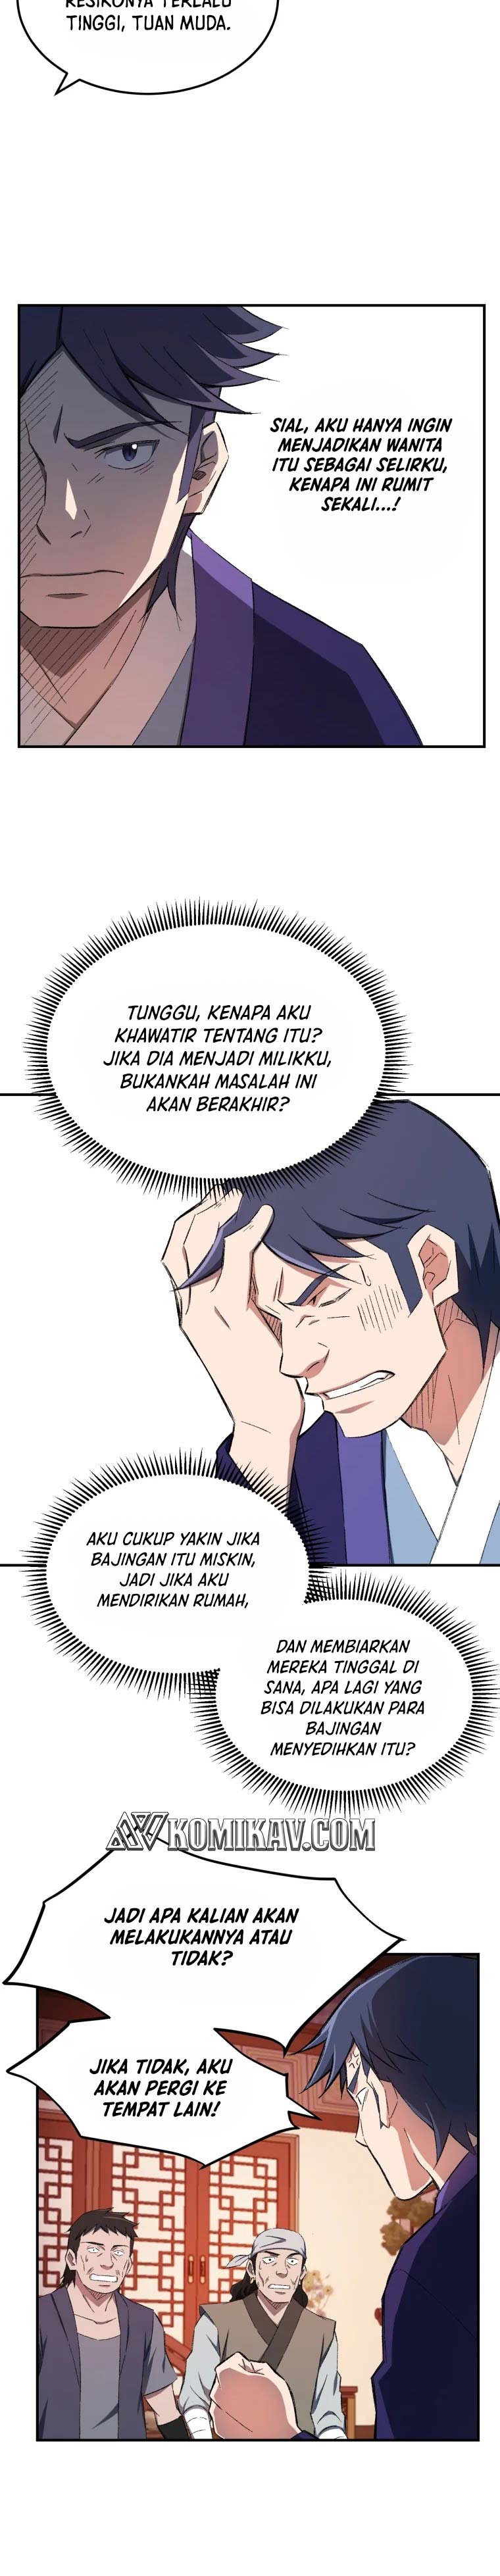 RESIKONYA TERLALU
TINGGI, TUAN MUDA.
SIAL, AKU HANYA INGIN
MENJADIKAN WANITA
ITU SEBAGAI SELIRKU,
KENAPA INI RUMIT
SEKALI...!
TUNGGU, KENAPA AKU
KHAWATIR TENTANG ITU?
JIKA DIA MENJADI MILIKKU,
BUKANKAH MASALAH INI
AKAN BERAKHIR?
AKU CUKUP YAKIN JIKA
BAJINGAN ITU MISKIN,
JADI JIKA AKU
MENDIRIKAN RUMAH,
DAN MEMBIARKAN
MEREKA TINGGAL DI
SANA, APA LAGI YANG
BISA DILAKUKAN PARA
BAJINGAN
MENYEDIHKAN ITU?
KOMIKAV.COM
JADI APA KALIAN AKAN
MELAKUKANNYA ATAU
TIDAK?
JIKA TIDAK, AKU
AKAN PERGI KE
TEMPAT LAIN!